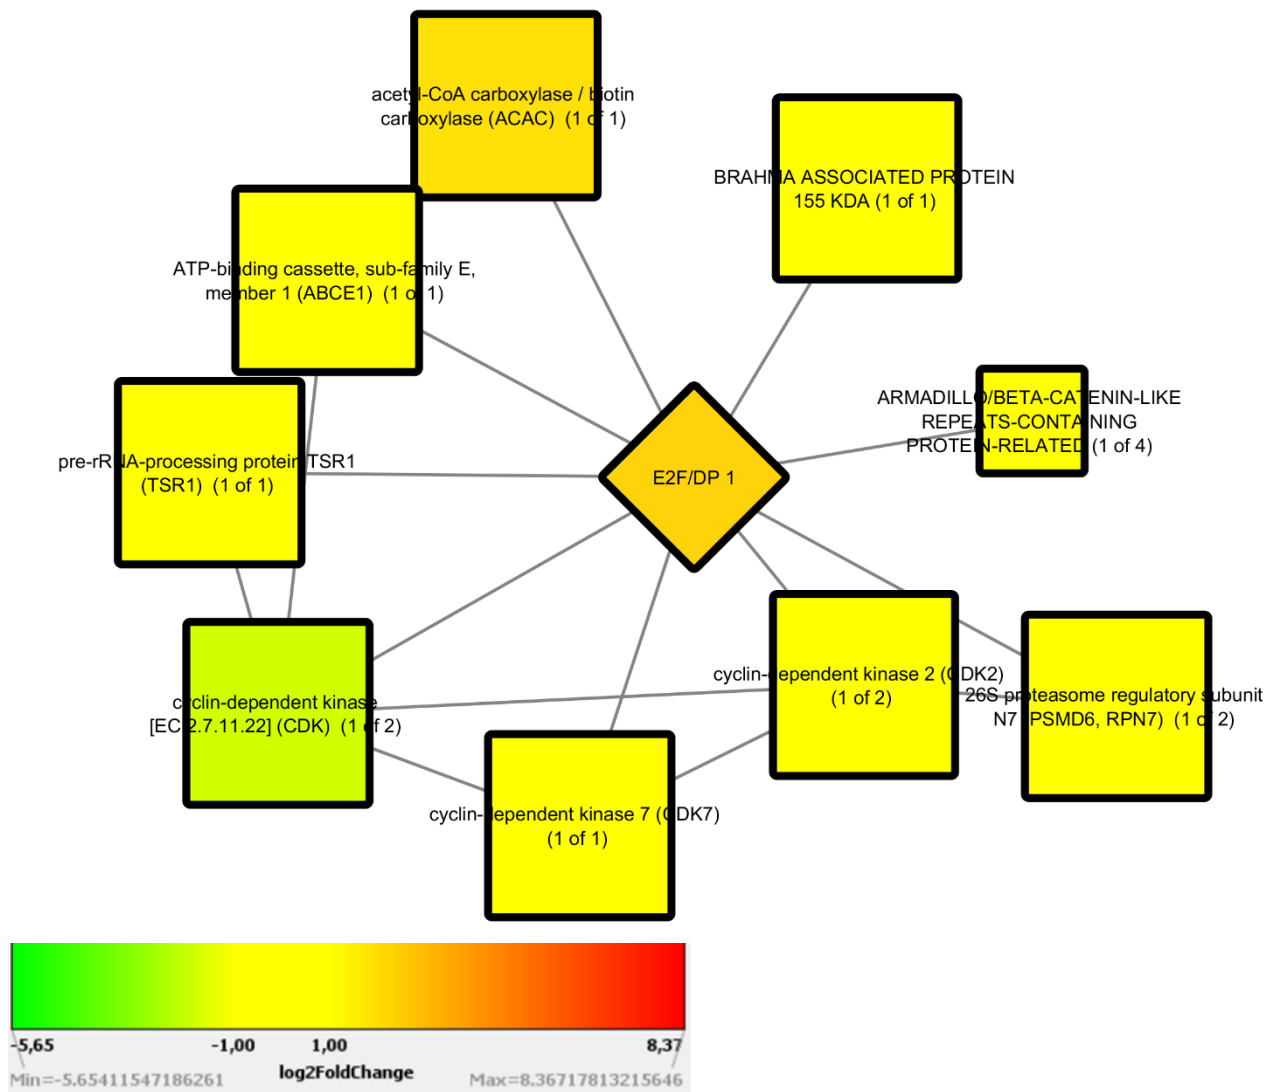 acetyl-CoA carboxylase / biotin
carboxylase (ACAC) (1 of 1)
BRAHMA ASSOCIATED PROTEIN
155 KDA (1 of 1)
ATP-binding cassette, sub-family E,
member 1 (ABCE1) (1 of 1)
ARMADILLO/BETA-CATENIN-LIKE
REPEATS-CONTAINING
PROTEIN-RELATED (1 of 4)
pre-rRNA-processing protein TSR1
(TSR1) (1 of 1)
E2F/DP 1
cyclin-dependent kinase 2 (CDK2)
(1 of 2)
26S proteasome regulatory subunit
N7 (PSMD6, RPN7) (1 of 2)
cyclin-dependent kinase
[EC:2.7.11.22] (CDK) (1 of 2)
cyclin-dependent kinase 7 (CDK7)
(1 of 1)
-5,65 -1,00 1,00 8,37
log2FoldChange
Min=-5.65411547186261 Max=8.36717813215646